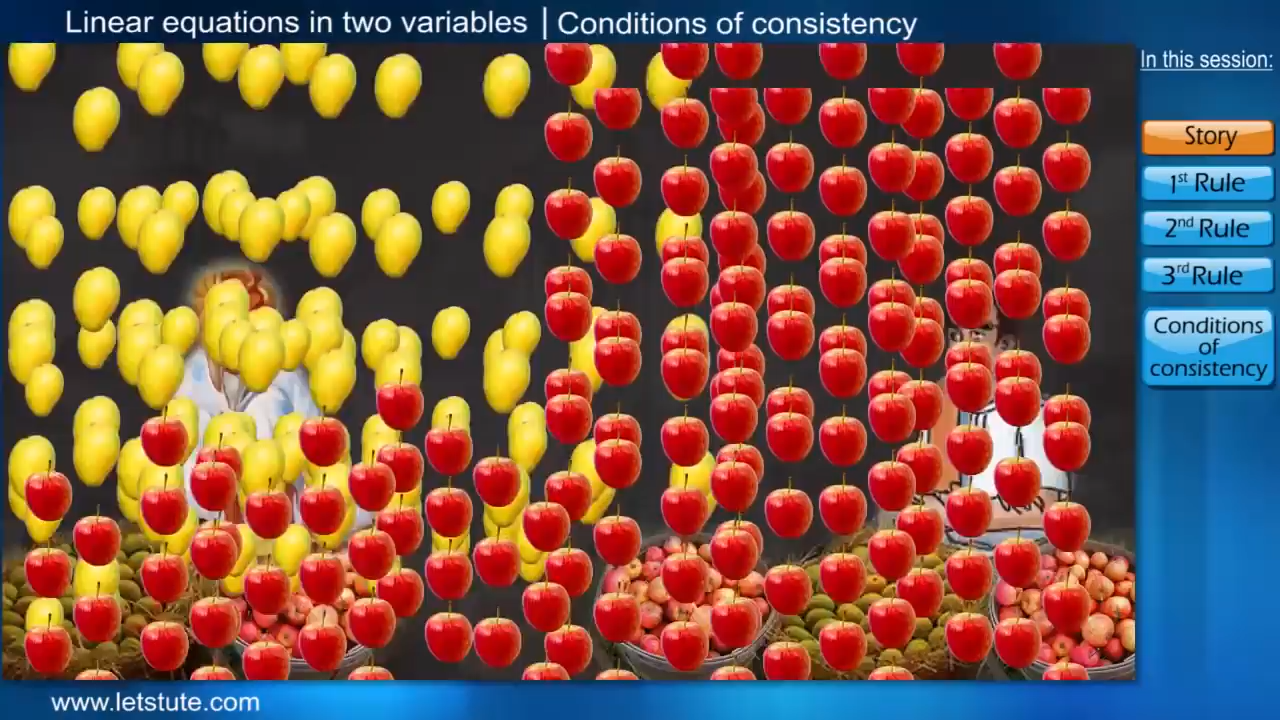 Linear equations in two variables | Conditions of consistency
In this session:
Story
1st Rule
2nd Rule
3rd Rule
Conditions
of
consistency
www.letstute.com